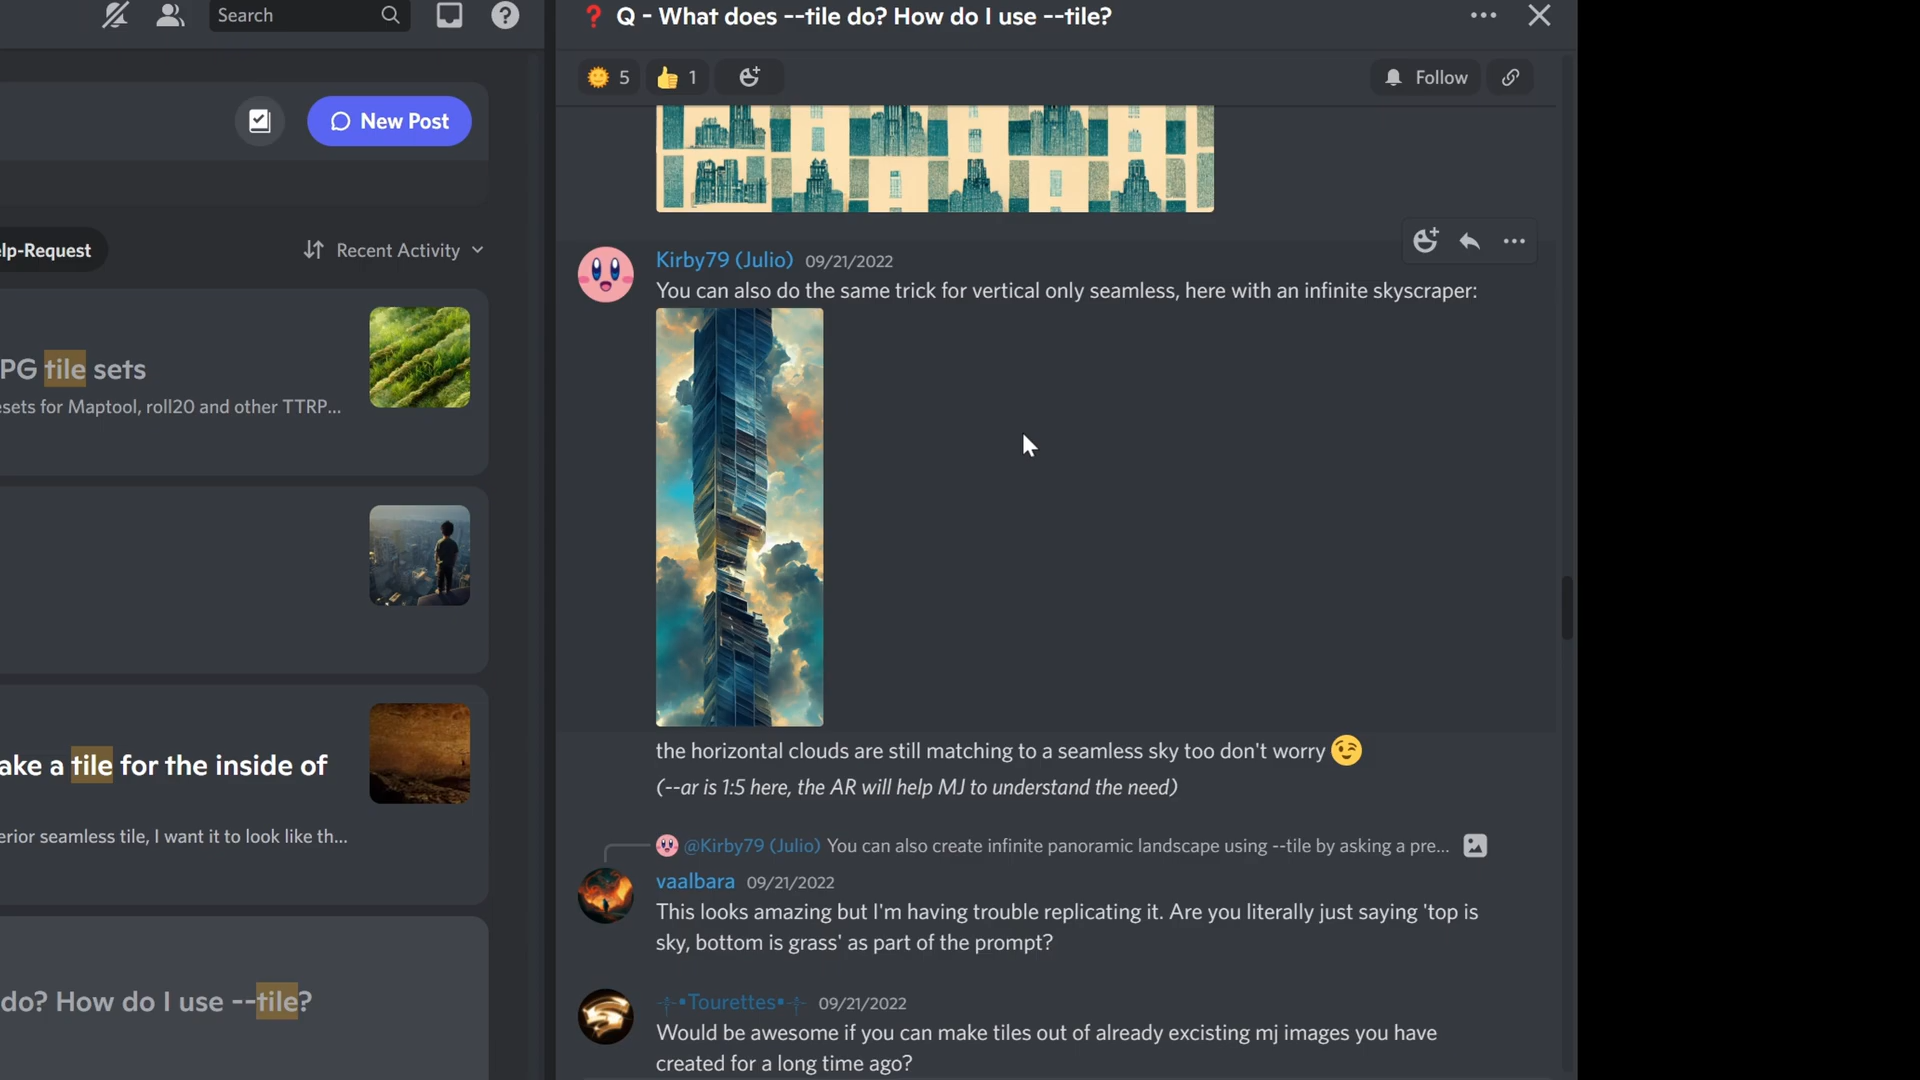 Search
?
❓ Q - What does --tile do? How do I use --tile?
5
1
Follow
New Post
elp-Request
Recent Activity
PG tile sets
esets for Maptool, roll20 and other TTRP...
ake a tile for the inside of
erior seamless tile, I want it to look like th...
do? How do I use --tile?
Kirby79 (Julio) 09/21/2022
You can also do the same trick for vertical only seamless, here with an infinite skyscraper:
the horizontal clouds are still matching to a seamless sky too don't worry 😉
(--ar is 1:5 here, the AR will help MJ to understand the need)
@Kirby79 (Julio) You can also create infinite panoramic landscape using --tile by asking a pre...
vaalbara 09/21/2022
This looks amazing but I'm having trouble replicating it. Are you literally just saying 'top is
sky, bottom is grass' as part of the prompt?
-‡-•Tourettes•-‡- 09/21/2022
Would be awesome if you can make tiles out of already excisting mj images you have
created for a long time ago?